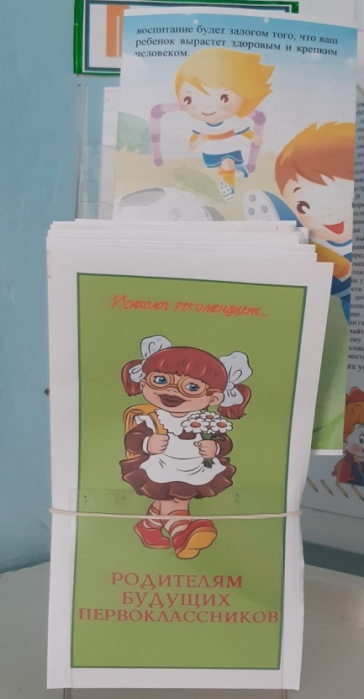 воспитание будет залогом того, что ваш
ребенок вырастет здоровым и крепким
человеком.
Психолог рекомендует...
РОДИТЕЛЯМ
БУДУЩИХ
ПЕРВОКЛАССНИКОВ